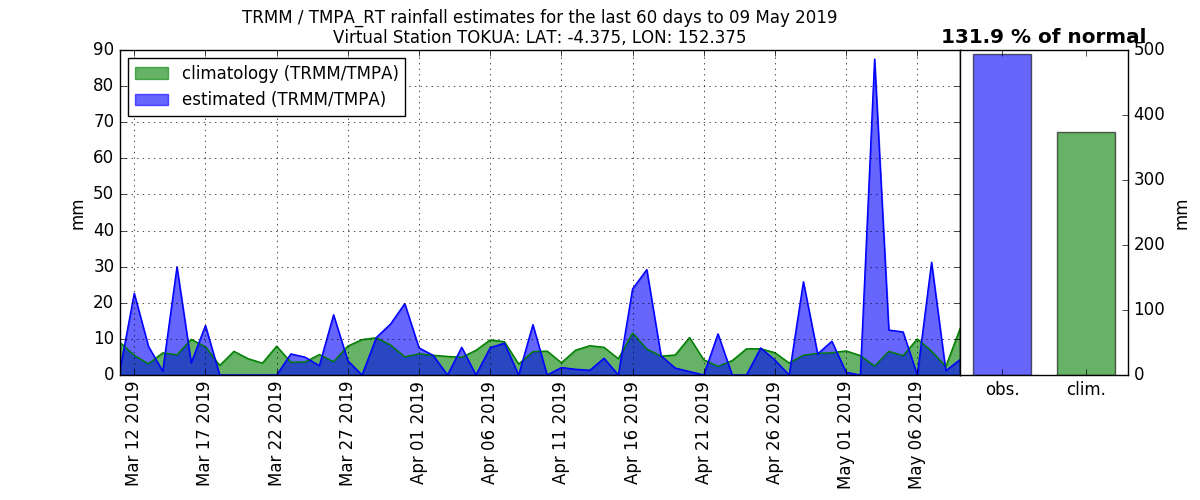 TRMM / TMPA_RT rainfall estimates for the last 60 days to 09 May 2019
Virtual Station TOKUA: LAT: -4.375, LON: 152.375
131.9 % of normal
climatology (TRMM/TMPA)
estimated (TRMM/TMPA)
90
80
70
60
50
40
30
20
10
0
mm
Mar 12 2019
Mar 17 2019
Mar 22 2019
Mar 27 2019
Apr 01 2019
Apr 06 2019
Apr 11 2019
Apr 16 2019
Apr 21 2019
Apr 26 2019
May 01 2019
May 06 2019
obs.
clim.
500
400
300
200
100
0
mm